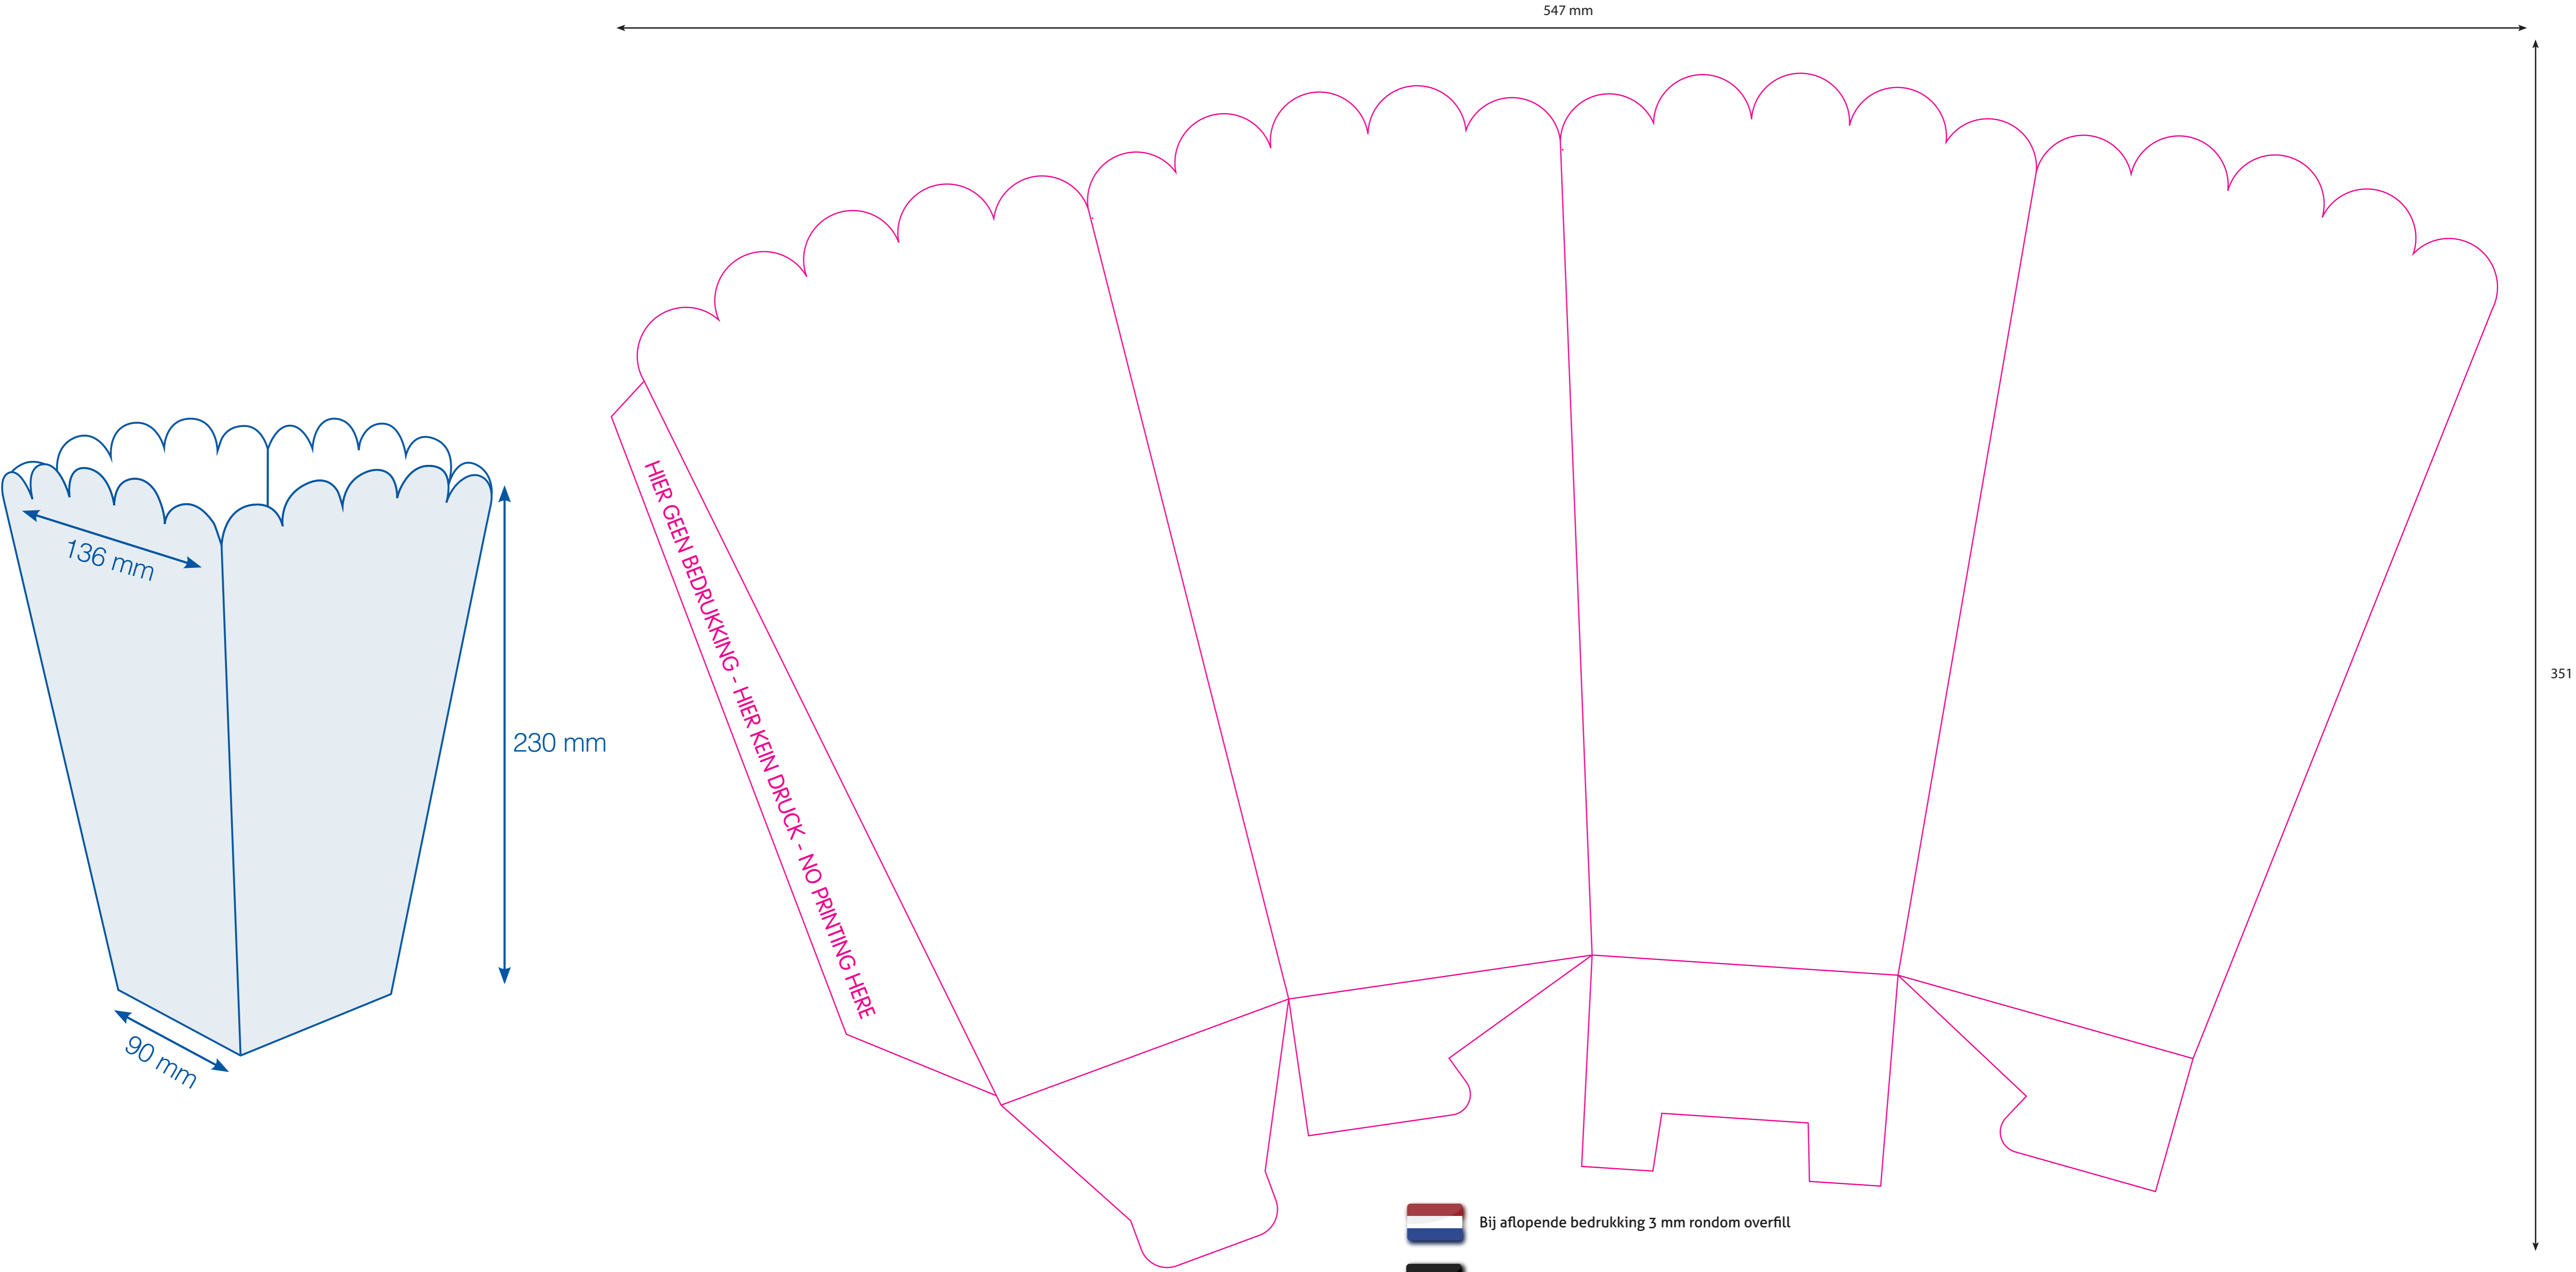 547 mm
136 mm
230 mm
90 mm
HIER GEEN BEDRUKKING - HIER KEIN DRUCK - NO PRINTING HERE
351
Bij aflopende bedrukking 3 mm rondom overfill